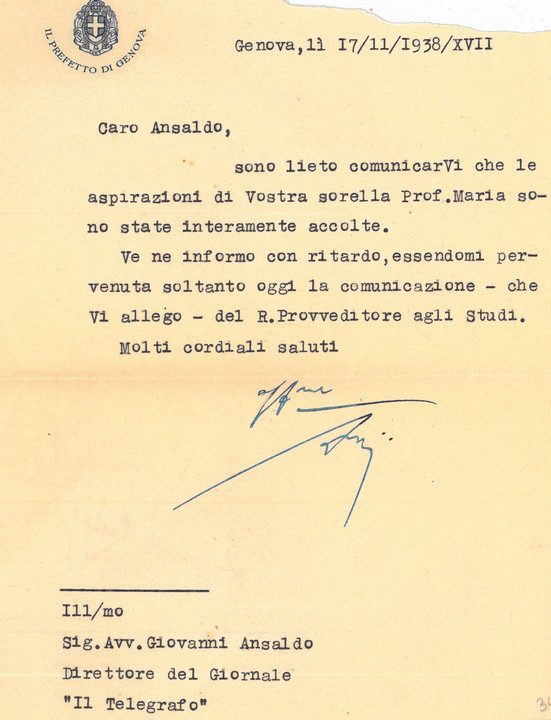 IL PREFETTO DI GENOVA
Genova,lì I7/11/I938/XVII
Caro Ansaldo,
sono lieto comunicarVi che le
aspirazioni di Vostra sorella Prof.Maria so-
no state interamente accolte.
Ve ne informo con ritardo,essendomi per-
venuta soltanto oggi la comunicazione - che
Vi allego - del R.Provveditore agli Studi.
Molti cordiali saluti
Ill/mo
Sig.Avv.Giovanni Ansaldo
Direttore del Giornale
"Il Telegrafo"